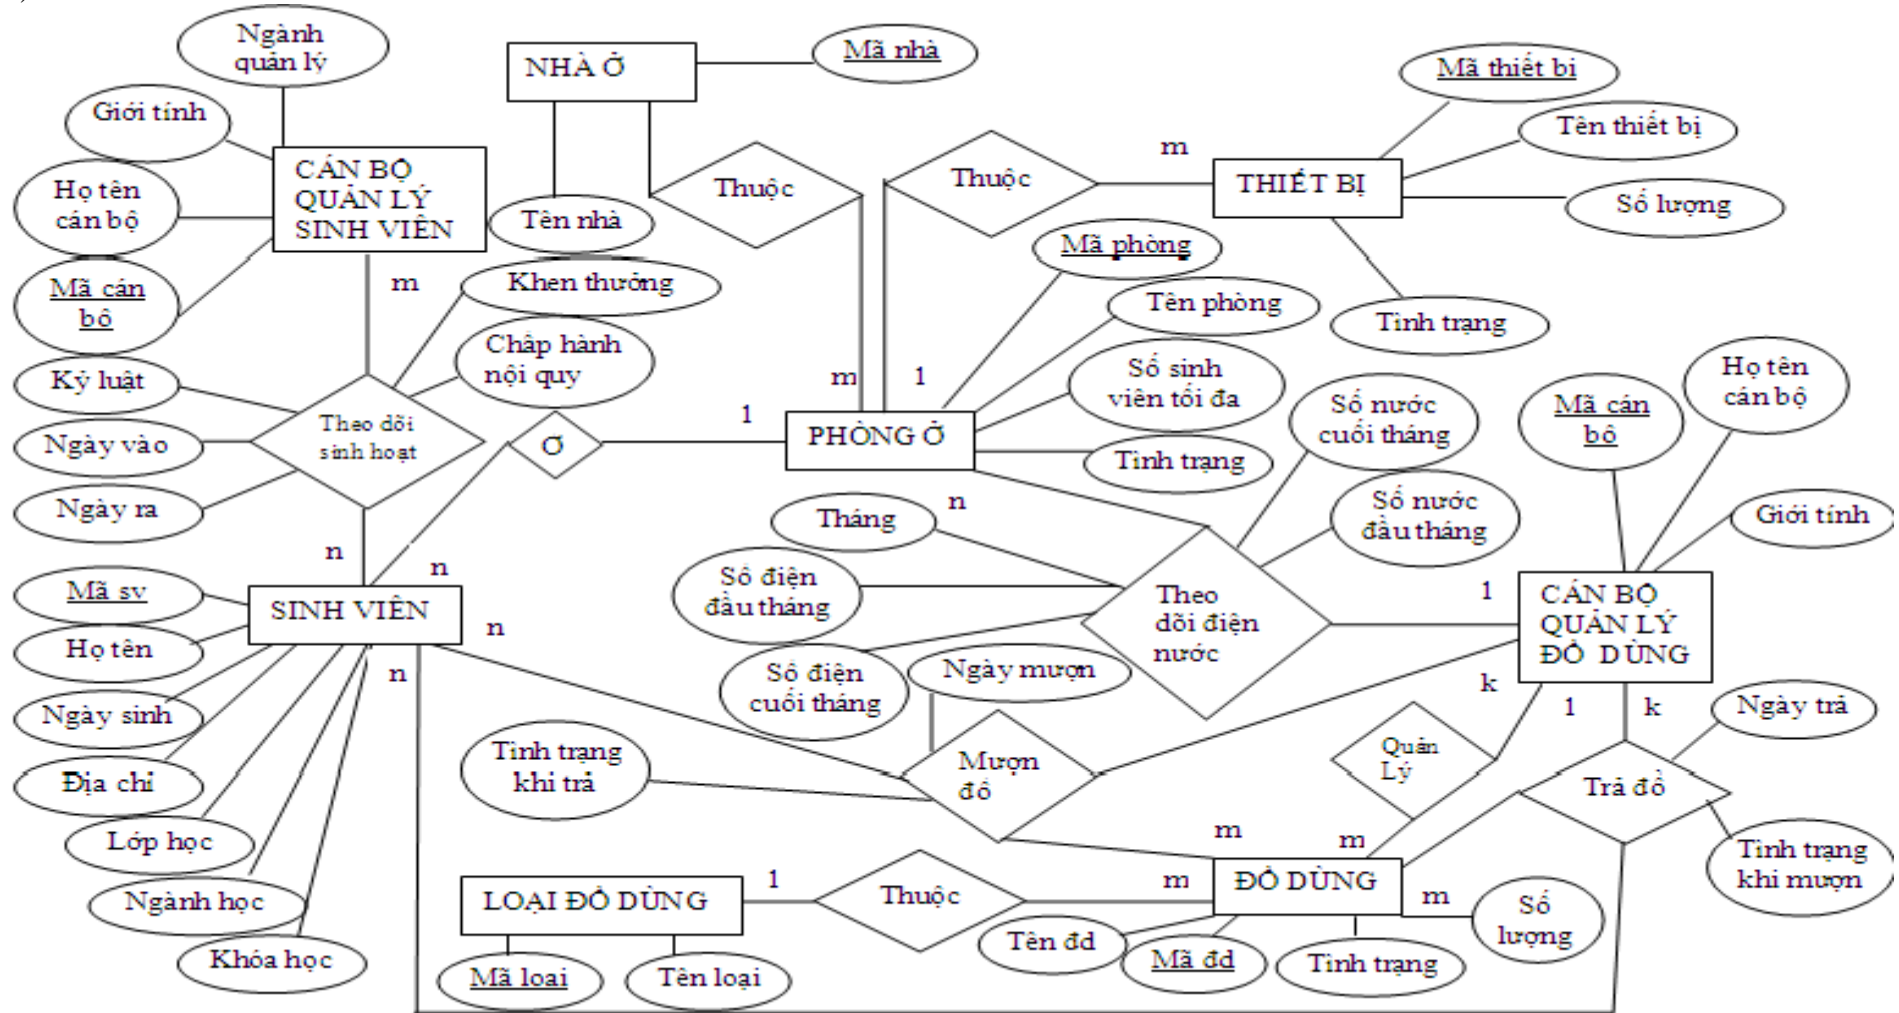 )
Ngành
quản lý
NHÀ Ở
Mã nhà
Mã thiết bị
Giới tính
Tên thiết bị
CÁN BỘ
QUẢN LÝ
SINH VIÊN
Thuộc
Thuộc
m
THIẾT BỊ
Họ tên
cán bộ
Số lượng
Tên nhà
Mã phòng
Mã cán
bộ
m
Khen thưởng
Tên phòng
Tình trạng
Chấp hành
nội quy
Kỷ luật
m
1
Số sinh
viên tối đa
Họ tên
cán bộ
Số nước
cuối tháng
Mã cán
bộ
Theo dõi
sinh hoạt
Ngày vào
Ơ
1
PHÒNG Ở
Tình trạng
Ngày ra
Tháng
n
Số nước
đầu tháng
Giới tính
n
n
Mã sv
SINH VIÊN
Số điện
đầu tháng
Theo
dõi điện
nước
1
CÁN BỘ
QUẢN LÝ
ĐỒ DÙNG
Họ tên
n
n
Số điện
cuối tháng
Ngày mượn
k
1
k
Ngày trả
Ngày sinh
Tình trạng
khi trả
Mượn
đồ
Quản
Lý
Trả đồ
Địa chỉ
Lớp học
m
m
Tình trạng
khi mượn
Ngành học
LOẠI ĐỒ DÙNG
1
Thuộc
m
ĐỒ DÙNG
m
Số
lượng
Khóa học
Mã loại
Tên loại
Tên đd
Mã đd
Tình trạng